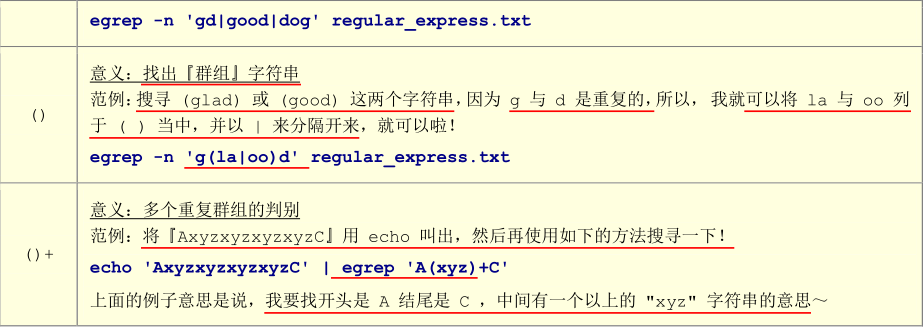 egrep -n 'gd|good|dog' regular_express.txt
()
意义：找出『群组』字符串
范例：搜寻 (glad) 或 (good) 这两个字符串，因为 g 与 d 是重复的，所以，我就可以将 la 与 oo 列
于 ( ) 当中，并以 | 来分隔开来，就可以啦！
egrep -n 'g(la|oo)d' regular_express.txt
()+
意义：多个重复群组的判别
范例：将『AxyzxyzxyzxyzC』用 echo 叫出，然后再使用如下的方法搜寻一下！
echo 'AxyzxyzxyzxyzC' | egrep 'A(xyz)+C'
上面的例子意思是说，我要找开头是 A 结尾是 C ，中间有一个以上的 "xyz" 字符串的意思～